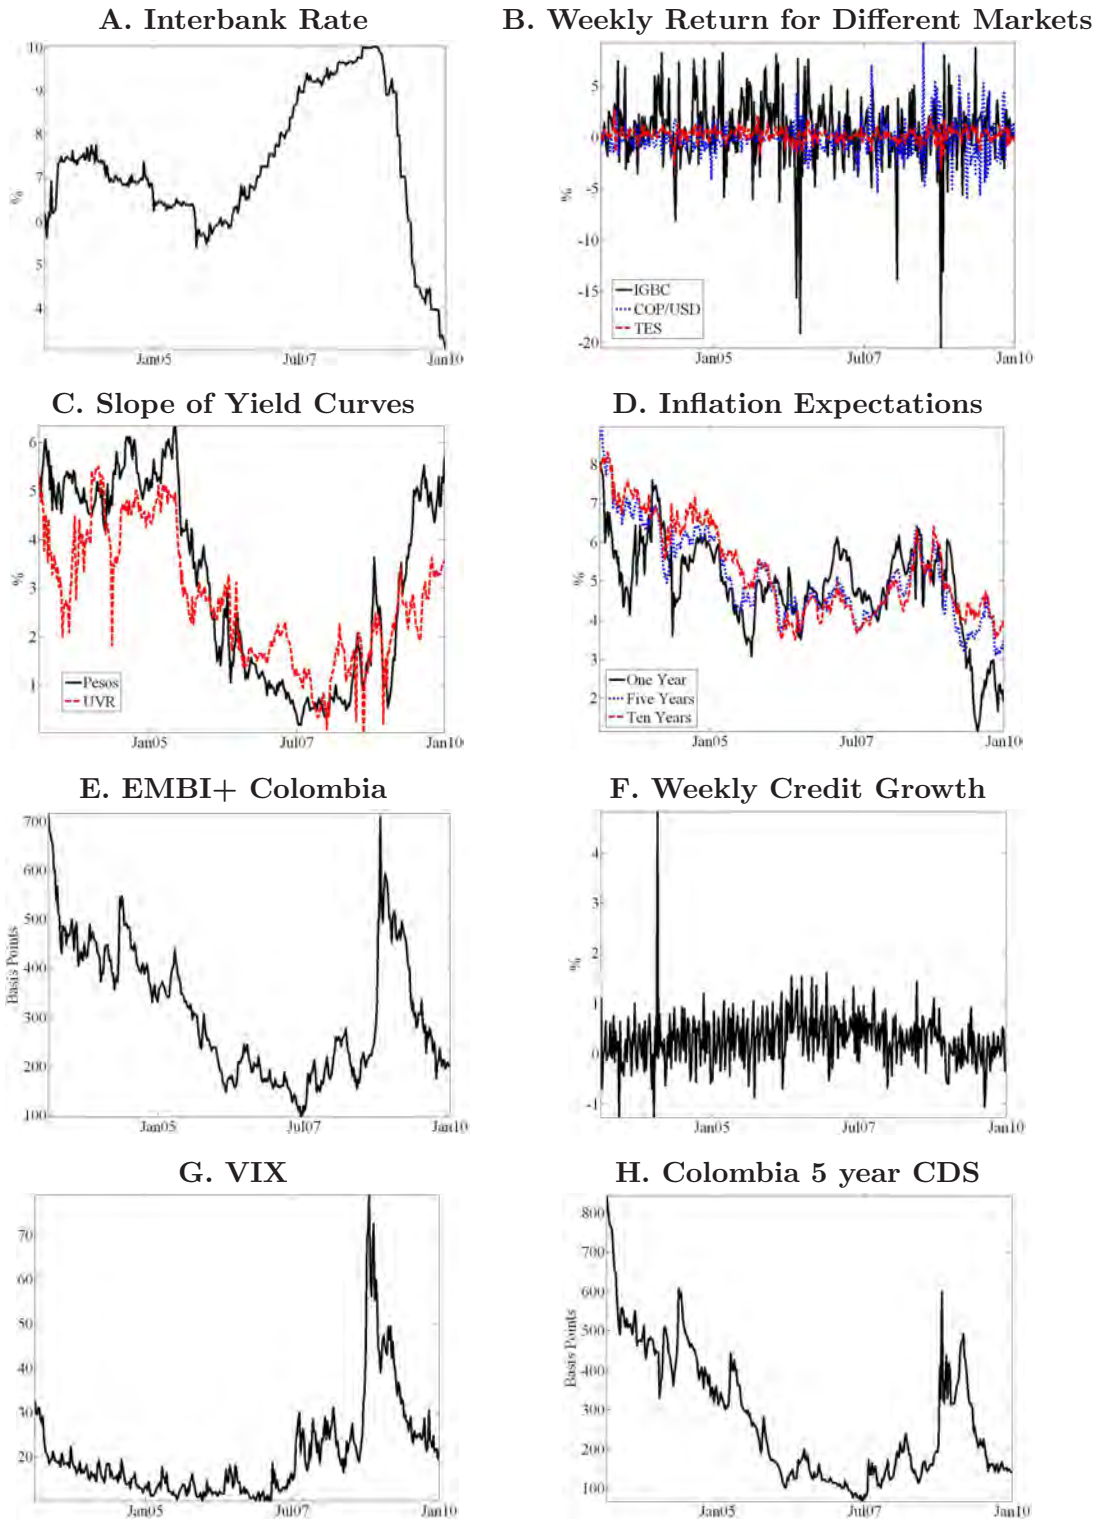 A. Interbank Rate
10
9
8
7
6
5
4
%
Jan05 Jul07 Jan10
B. Weekly Return for Different Markets
5
0
-5
-10
-15
-20
%
IGBC
COP/USD
TES
Jan05 Jul07 Jan10
C. Slope of Yield Curves
6
5
4
3
2
1
%
Pesos
UVR
Jan05 Jul07 Jan10
D. Inflation Expectations
8
7
6
5
4
3
2
%
One Year
Five Years
Ten Years
Jan05 Jul07 Jan10
E. EMBI+ Colombia
700
600
500
400
300
200
100
Basis Points
Jan05 Jul07 Jan10
F. Weekly Credit Growth
4
3
2
1
0
-1
%
Jan05 Jul07 Jan10
G. VIX
70
60
50
40
30
20
Jan05 Jul07 Jan10
H. Colombia 5 year CDS
800
700
600
500
400
300
200
100
Basis Points
Jan05 Jul07 Jan10